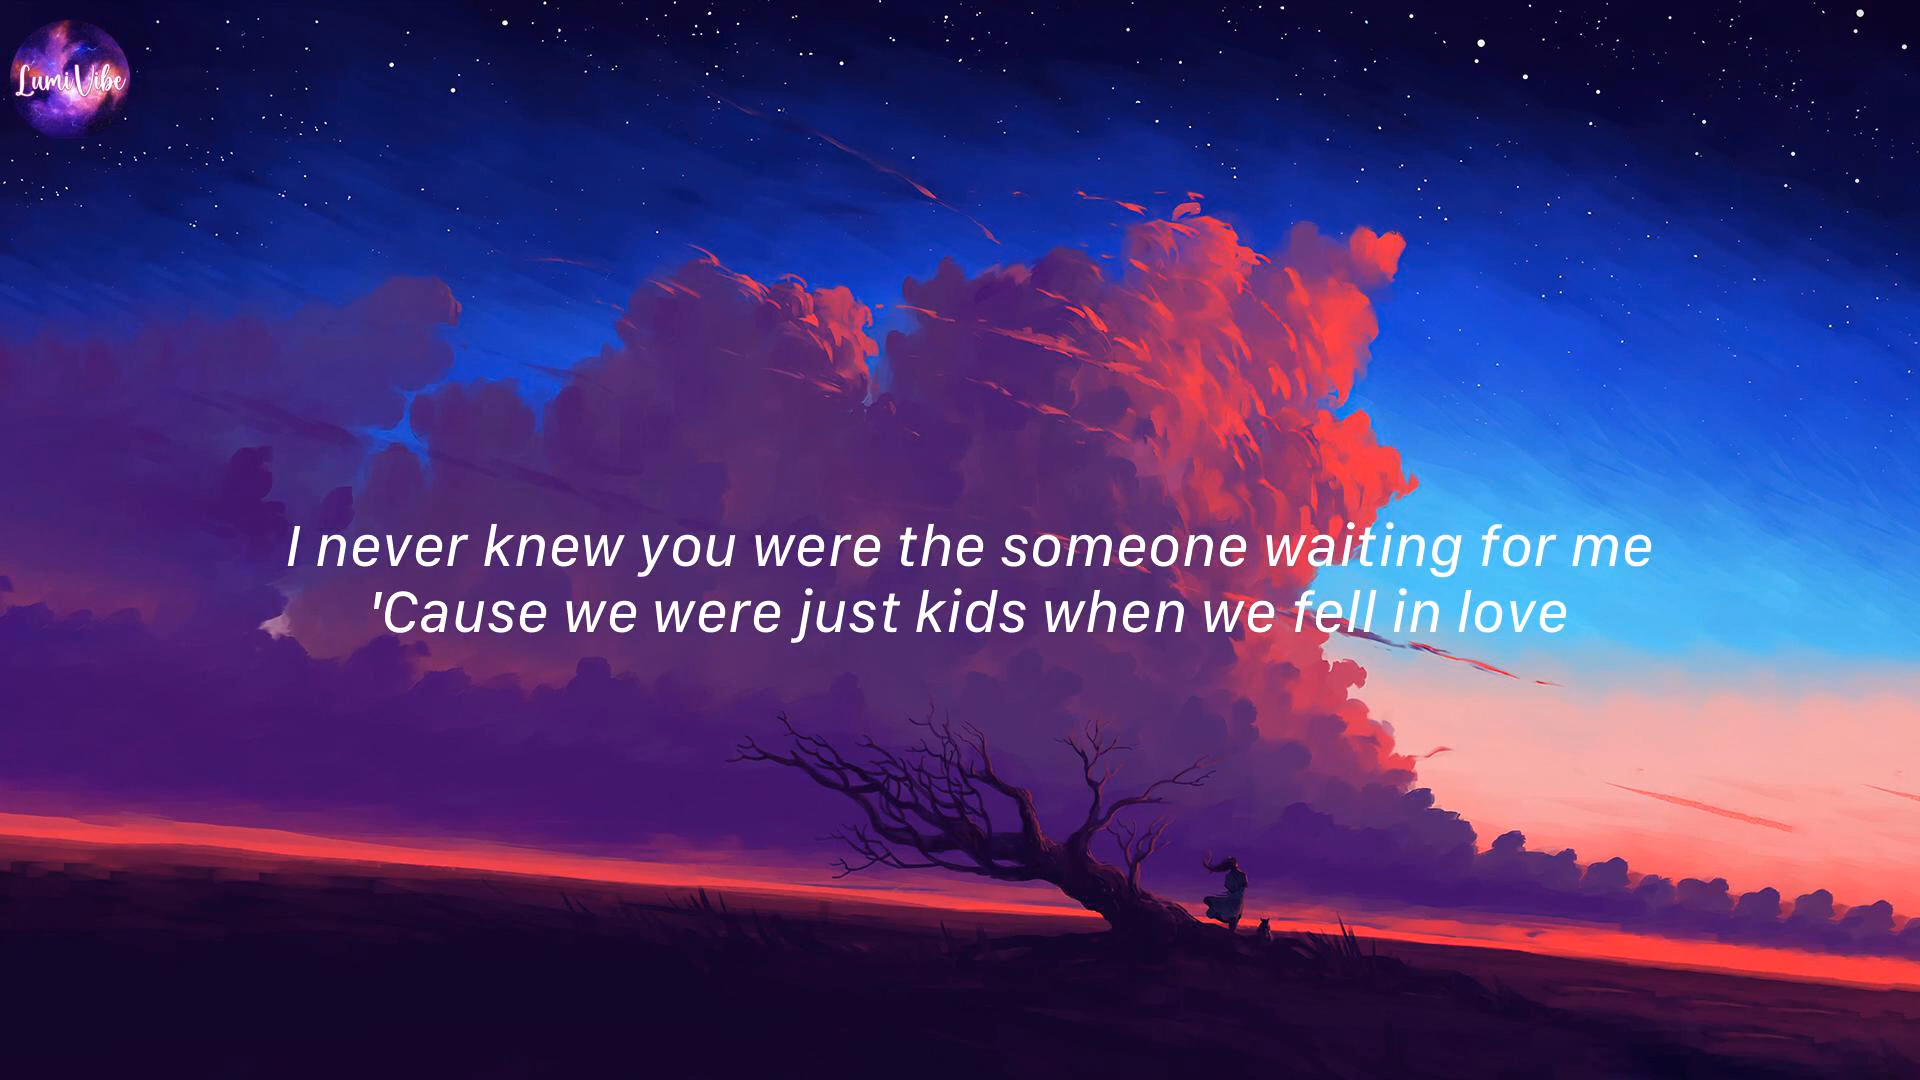 LumiVibe
I never knew you were the someone waiting for me
'Cause we were just kids when we fell in love